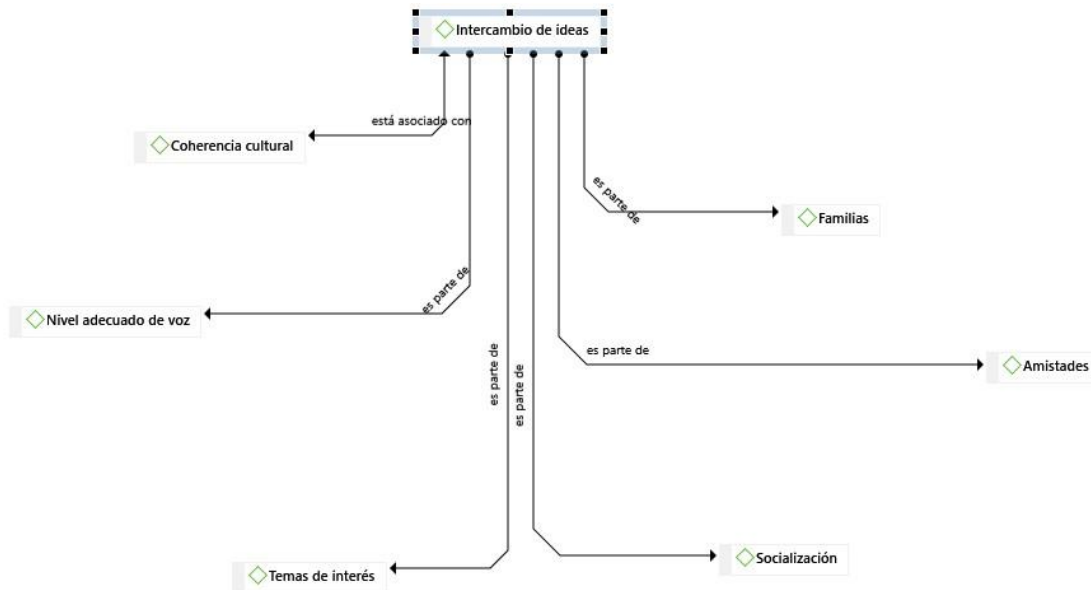 Intercambio de ideas
está asociado con
Coherencia cultural
es parte de
Familias
es parte de
Nivel adecuado de voz
es parte de
Amistades
es parte de
es parte de
Socialización
Temas de interés